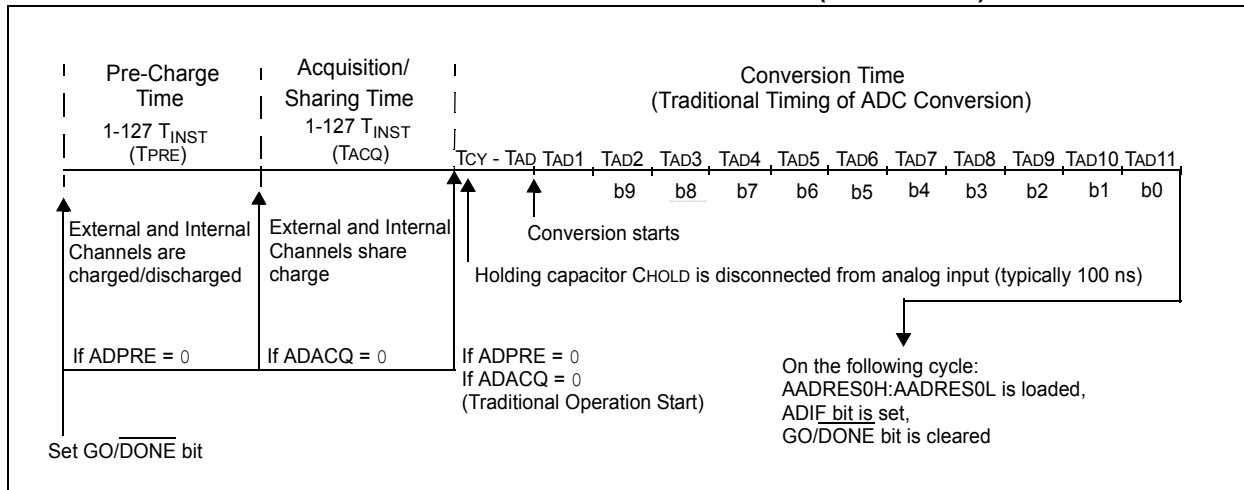 Pre-Charge
Time
1-127 TINST
(TPRE)
Acquisition/
Sharing Time
1-127 TINST
(TACQ)
Conversion Time
(Traditional Timing of ADC Conversion)
TCY - TAD TAD1 TAD2 TAD3 TAD4 TAD5 TAD6 TAD7 TAD8 TAD9 TAD10 TAD11
b9 b8 b7 b6 b5 b4 b3 b2 b1 b0
External and Internal
Channels are
charged/discharged
External and Internal
Channels share
charge
Conversion starts
Holding capacitor CHOLD is disconnected from analog input (typically 100 ns)
If ADPRE = 0
If ADACQ = 0
If ADPRE = 0
If ADACQ = 0
(Traditional Operation Start)
On the following cycle:
AADRES0H:AADRES0L is loaded,
ADIF bit is set,
GO/DONE bit is cleared
Set GO/DONE bit